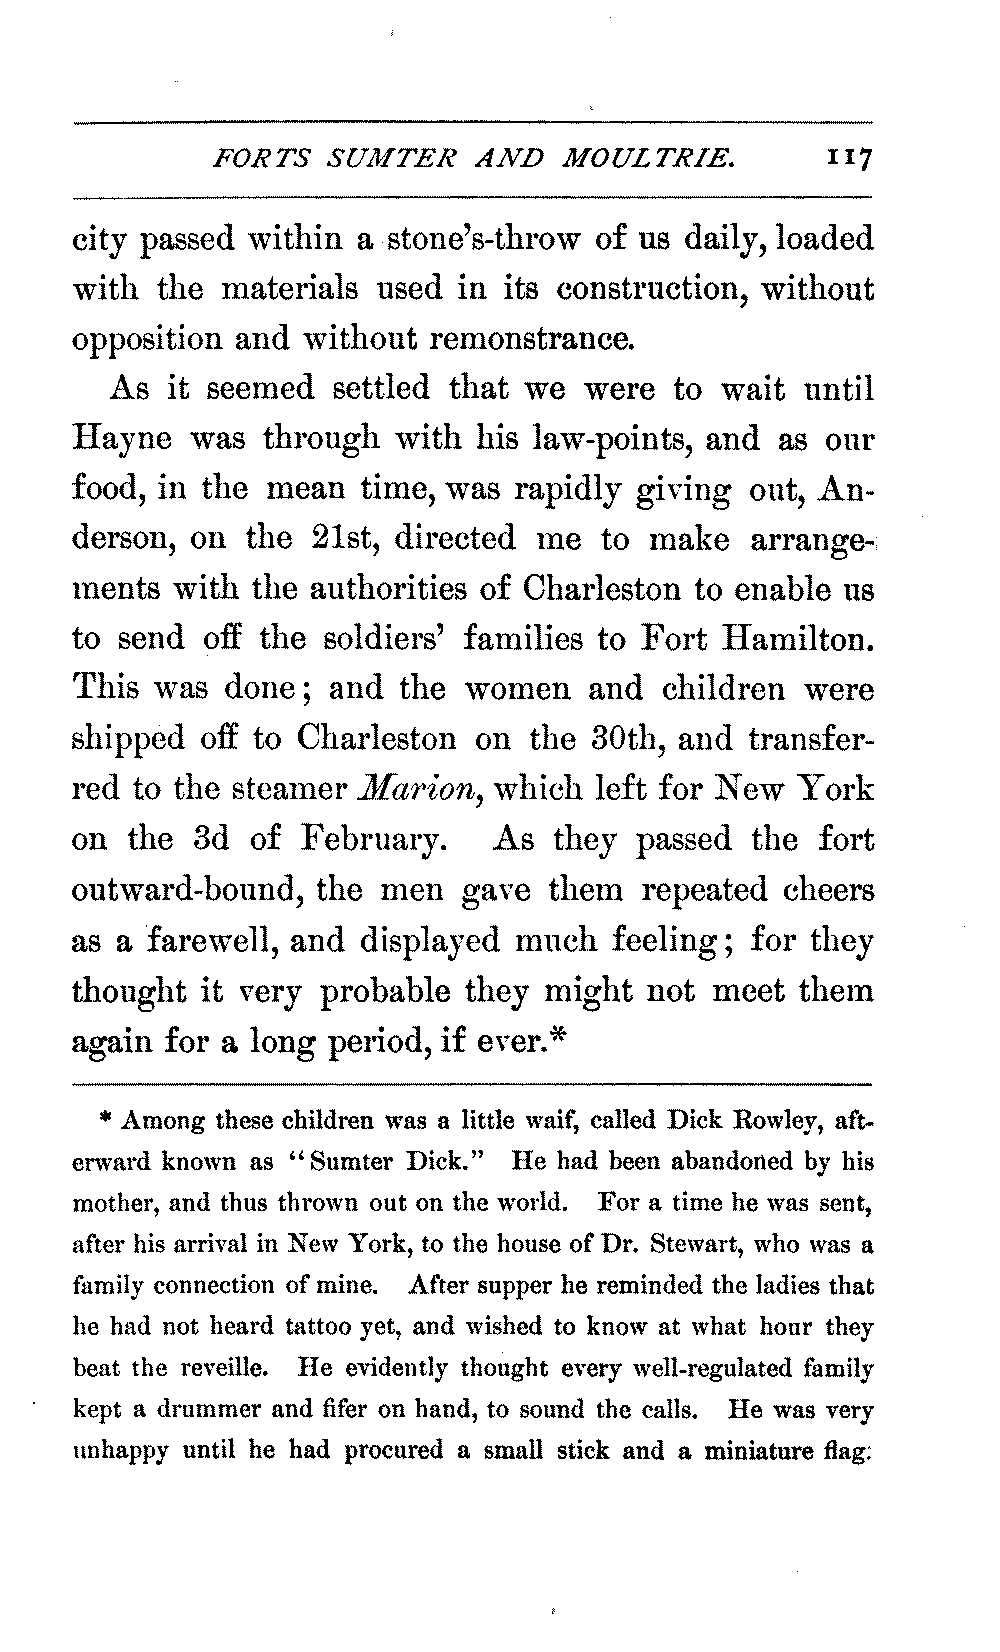 FORTS SUMTER AND MOULTRIE. 117
city passed within a stone's-throw of us daily, loaded
with the materials used in its construction, without
opposition and without remonstrance.
As it seemed settled that we were to wait until
Hayne was through with his law-points, and as our
food, in the mean time, was rapidly giving out, An-
derson, on the 21st, directed me to make arrange-
ments with the authorities of Charleston to enable us
to send off the soldiers' families to Fort Hamilton.
This was done; and the women and children were
shipped off to Charleston on the 30th, and transfer-
red to the steamer Marion, which left for New York
on the 3d of February. As they passed the fort
outward-bound, the men gave them repeated cheers
as a farewell, and displayed much feeling; for they
thought it very probable they might not meet them
again for a long period, if ever.*
* Among these children was a little waif, called Dick Rowley, aft-
erward known as "Sumter Dick." He had been abandoned by his
mother, and thus thrown out on the world. For a time he was sent,
after his arrival in New York, to the house of Dr. Stewart, who was a
family connection of mine. After supper he reminded the ladies that
he had not heard tattoo yet, and wished to know at what hour they
beat the reveille. He evidently thought every well-regulated family
kept a drummer and fifer on hand, to sound the calls. He was very
unhappy until he had procured a small stick and a miniature flag: